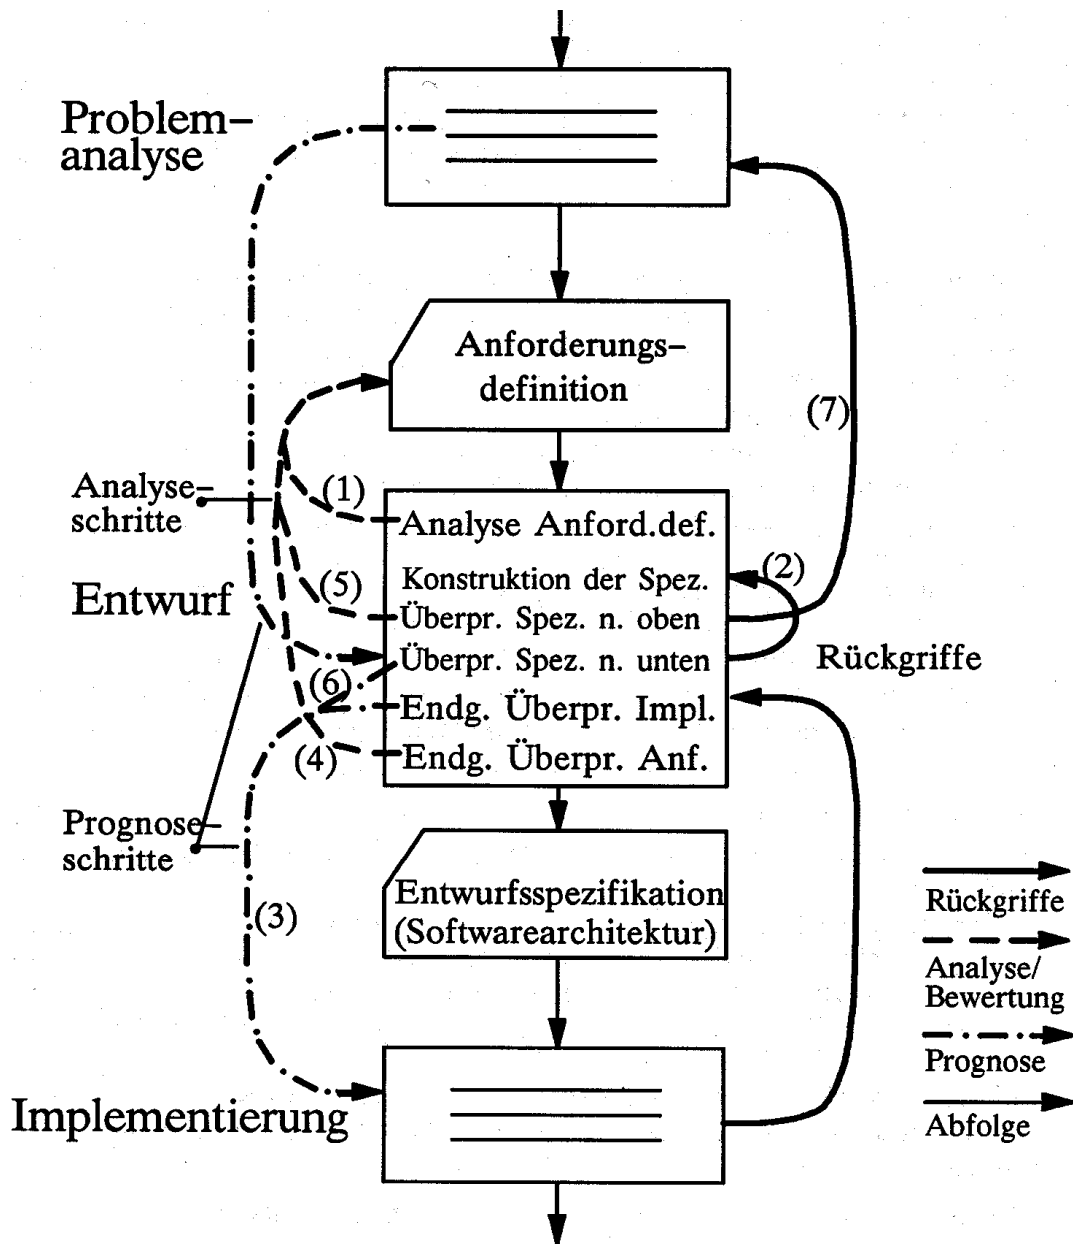 Problem–
analyse
Anforderungs–
definition
(7)
Analyse–
schritte
(1)
Analyse Anford.def.
(2)
Konstruktion der Spez.
(5)
Entwurf
Überpr. Spez. n. oben
Überpr. Spez. n. unten
Rückgriffe
(6)
Endg. Überpr. Impl.
(4)
Endg. Überpr. Anf.
Prognose–
schritte
Entwurfsspezifikation
(Softwarearchitektur)
(3)
Rückgriffe
Analyse/
Bewertung
Prognose
Abfolge
Implementierung